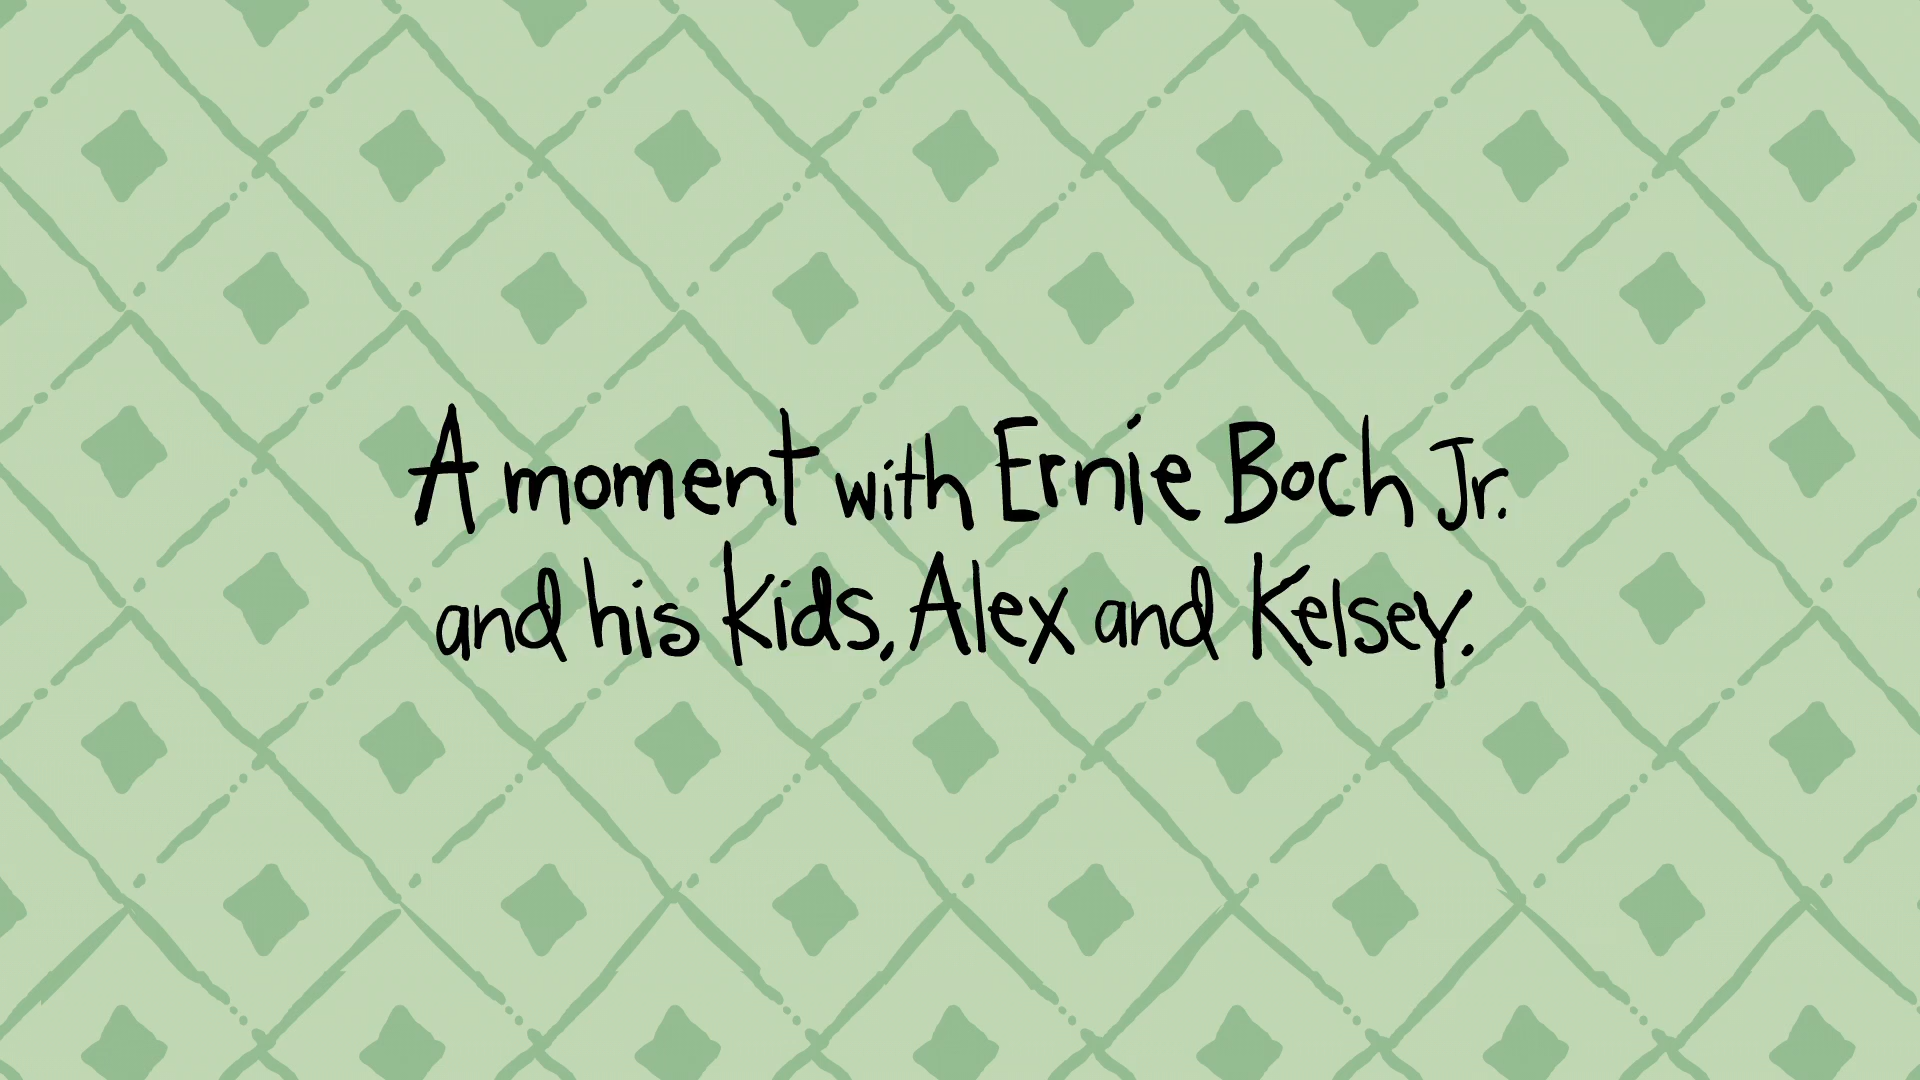 A moment with Ernie Boch Jr.
and his kids, Alex and Kelsey.